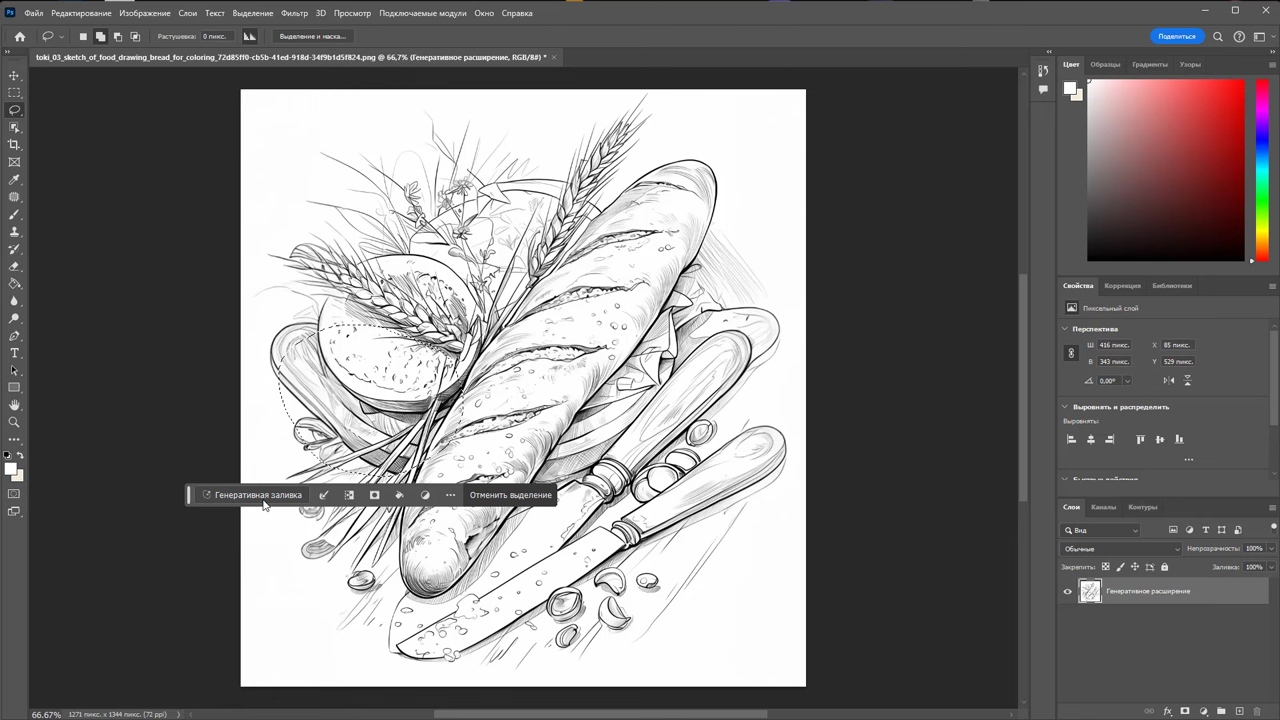 Ps Файл Редактирование Изображение Слои Текст Выделение Фильтр 3D Просмотр Подключаемые модули Окно Справка
Растушевка: 0 пикс. Выделение и маска... Поделиться
toki_03_sketch_of_food_drawing_bread_for_coloring_72d85ff0-cb5b-41ed-918d-34f9b1d5f824.png @ 66,7% (Генеративное расширение, RGB/8#) * ×
Цвет Образцы Градиенты Узоры
Свойства Коррекция Библиотеки
Пиксельный слой
Перспектива
Ш 416 пикс. X 85 пикс.
В 343 пикс. Y 529 пикс.
0,00°
Выровнять и распределить
Выровнять:
Генеративная заливка Отменить выделение
Слои Каналы Контуры
Вид
Обычные Непрозрачность: 100%
Закрепить: Заливка: 100%
Генеративное расширение
66.67% 1271 пикс. x 1344 пикс. (72 ppi)